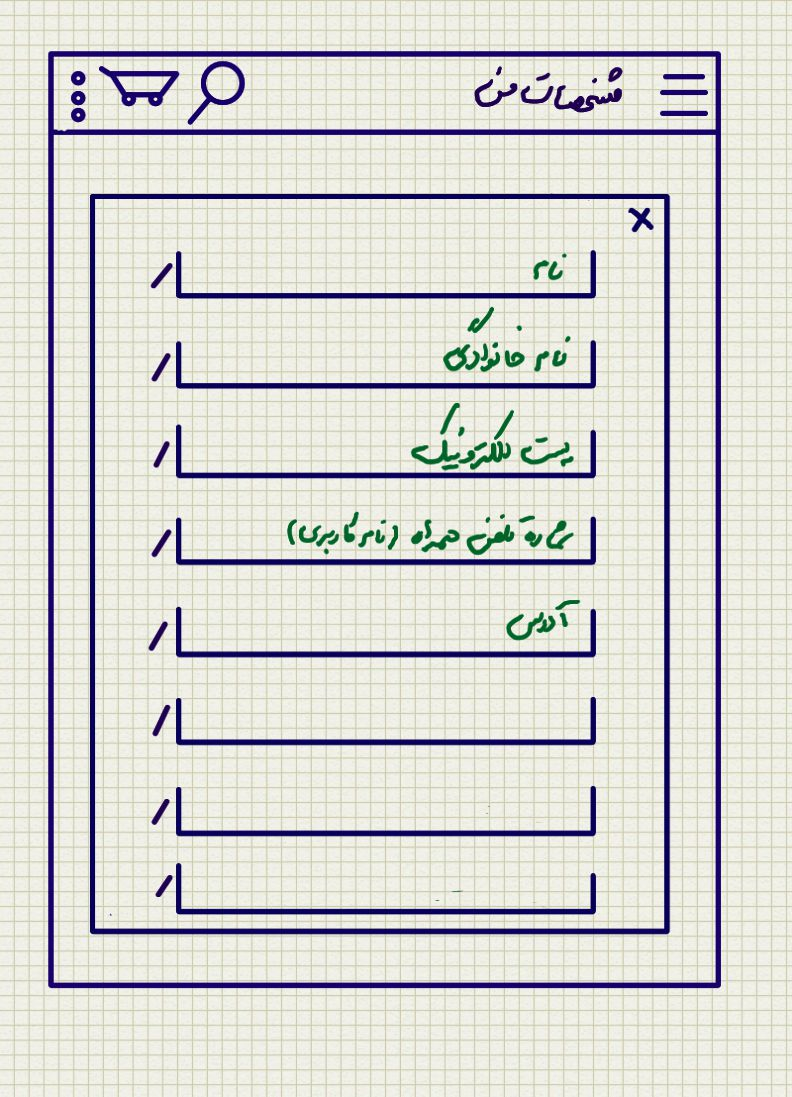 مشخصات من
x
نام
نام خانوادگی
پست الکترونیک
شماره تلفن همراه (نام کاربری)
آدرس